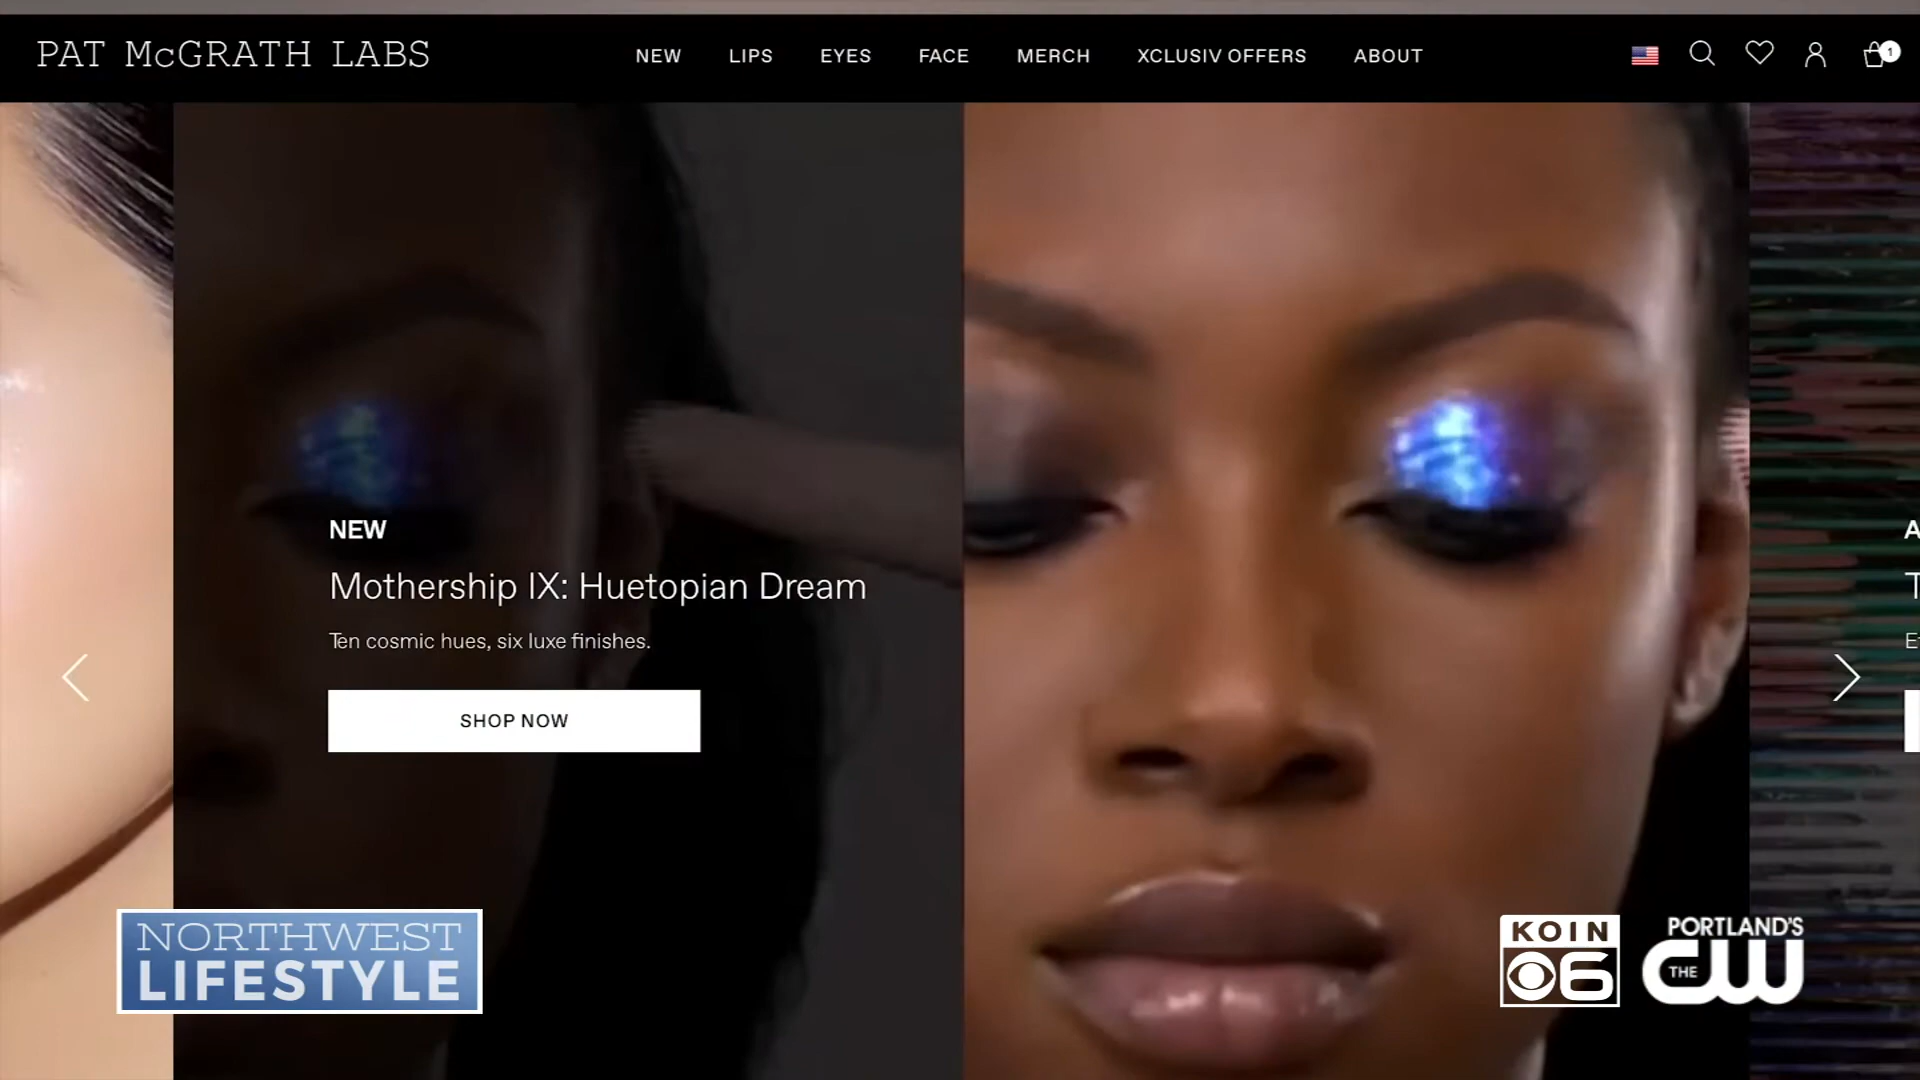 PAT McGRATH LABS
NEW LIPS EYES FACE MERCH XCLUSIV OFFERS ABOUT
1
NEW
Mothership IX: Huetopian Dream
Ten cosmic hues, six luxe finishes.
SHOP NOW
NORTHWEST
LIFESTYLE
KOIN
6
PORTLAND'S
THE CW